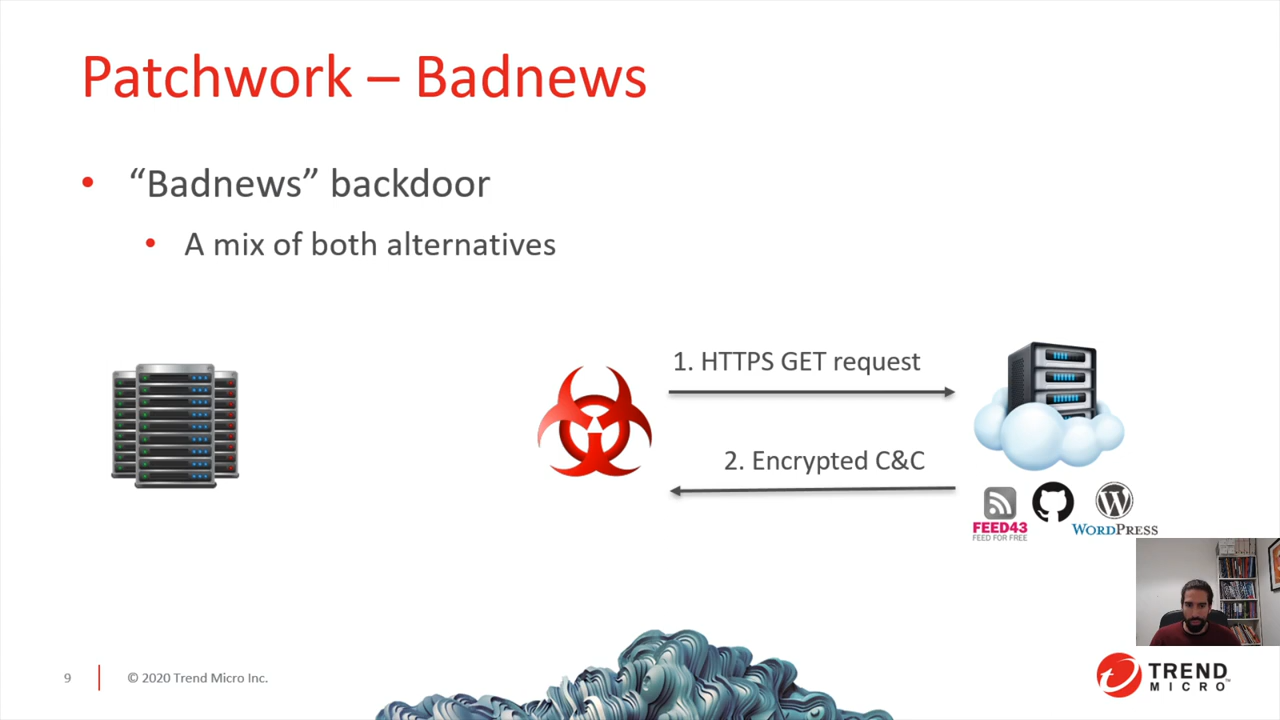 Patchwork – Badnews
• “Badnews” backdoor
• A mix of both alternatives
1. HTTPS GET request
2. Encrypted C&C
FEED43
FEED FOR FREE
WORDPRESS
9
© 2020 Trend Micro Inc.
TREND
MICRO™